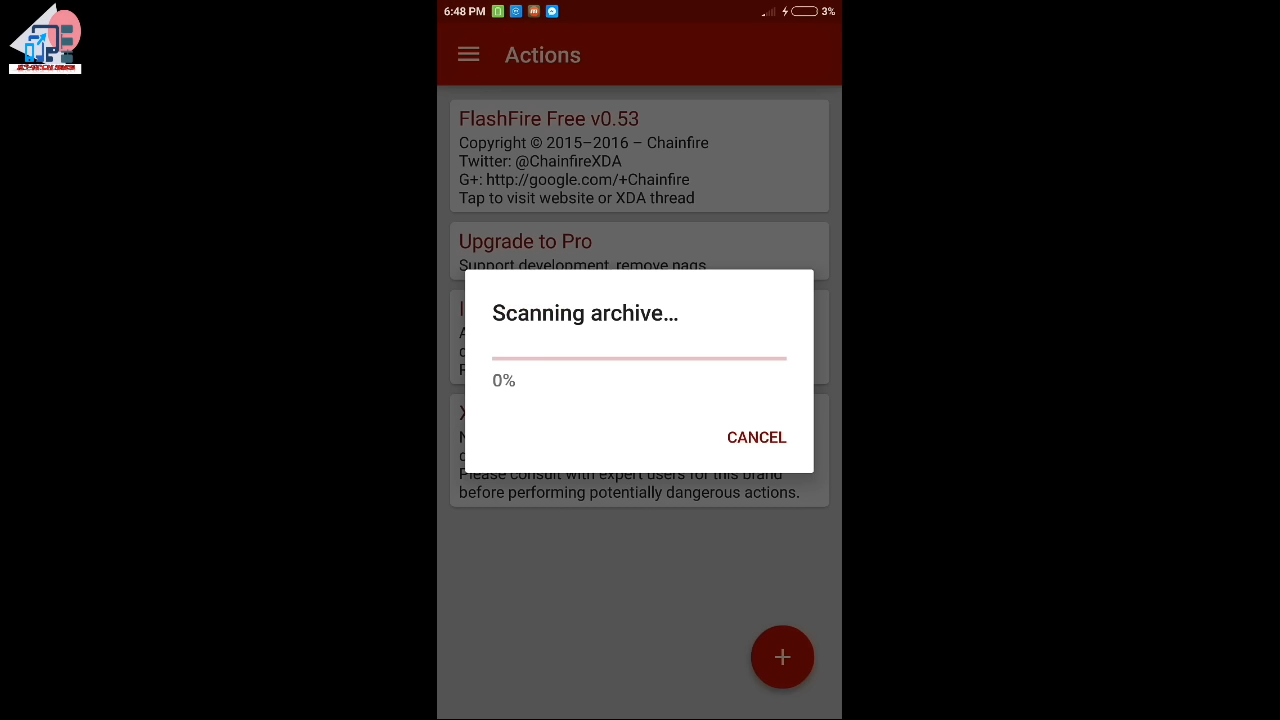 6:48 PM
3%
Actions
FlashFire Free v0.53
Copyright © 2015–2016 – Chainfire
Twitter: @ChainfireXDA
G+: http://google.com/+Chainfire
Tap to visit website or XDA thread
Upgrade to Pro
Support development, remove nags
Scanning archive…
0%
CANCEL
Please consult with expert users for this brand
before performing potentially dangerous actions.